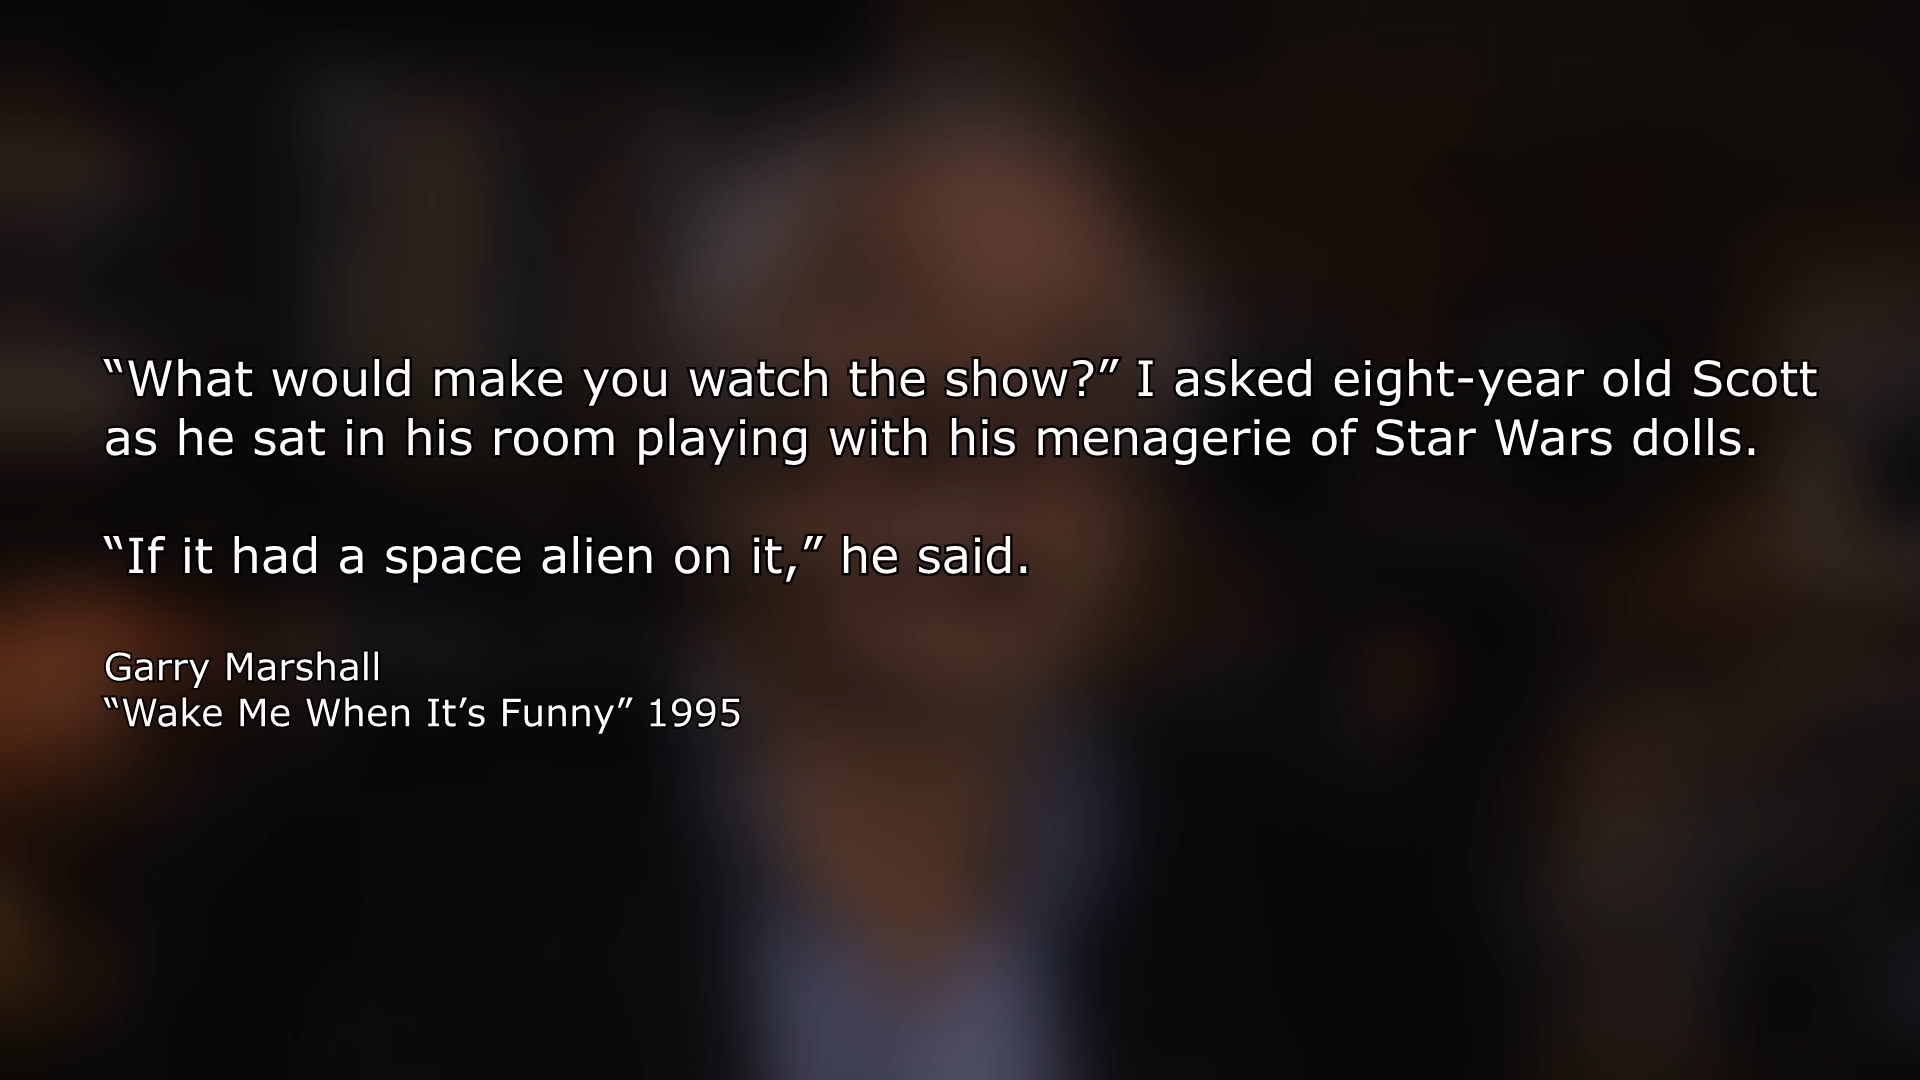 “What would make you watch the show?” I asked eight-year old Scott
as he sat in his room playing with his menagerie of Star Wars dolls.
“If it had a space alien on it,” he said.
Garry Marshall
“Wake Me When It’s Funny” 1995